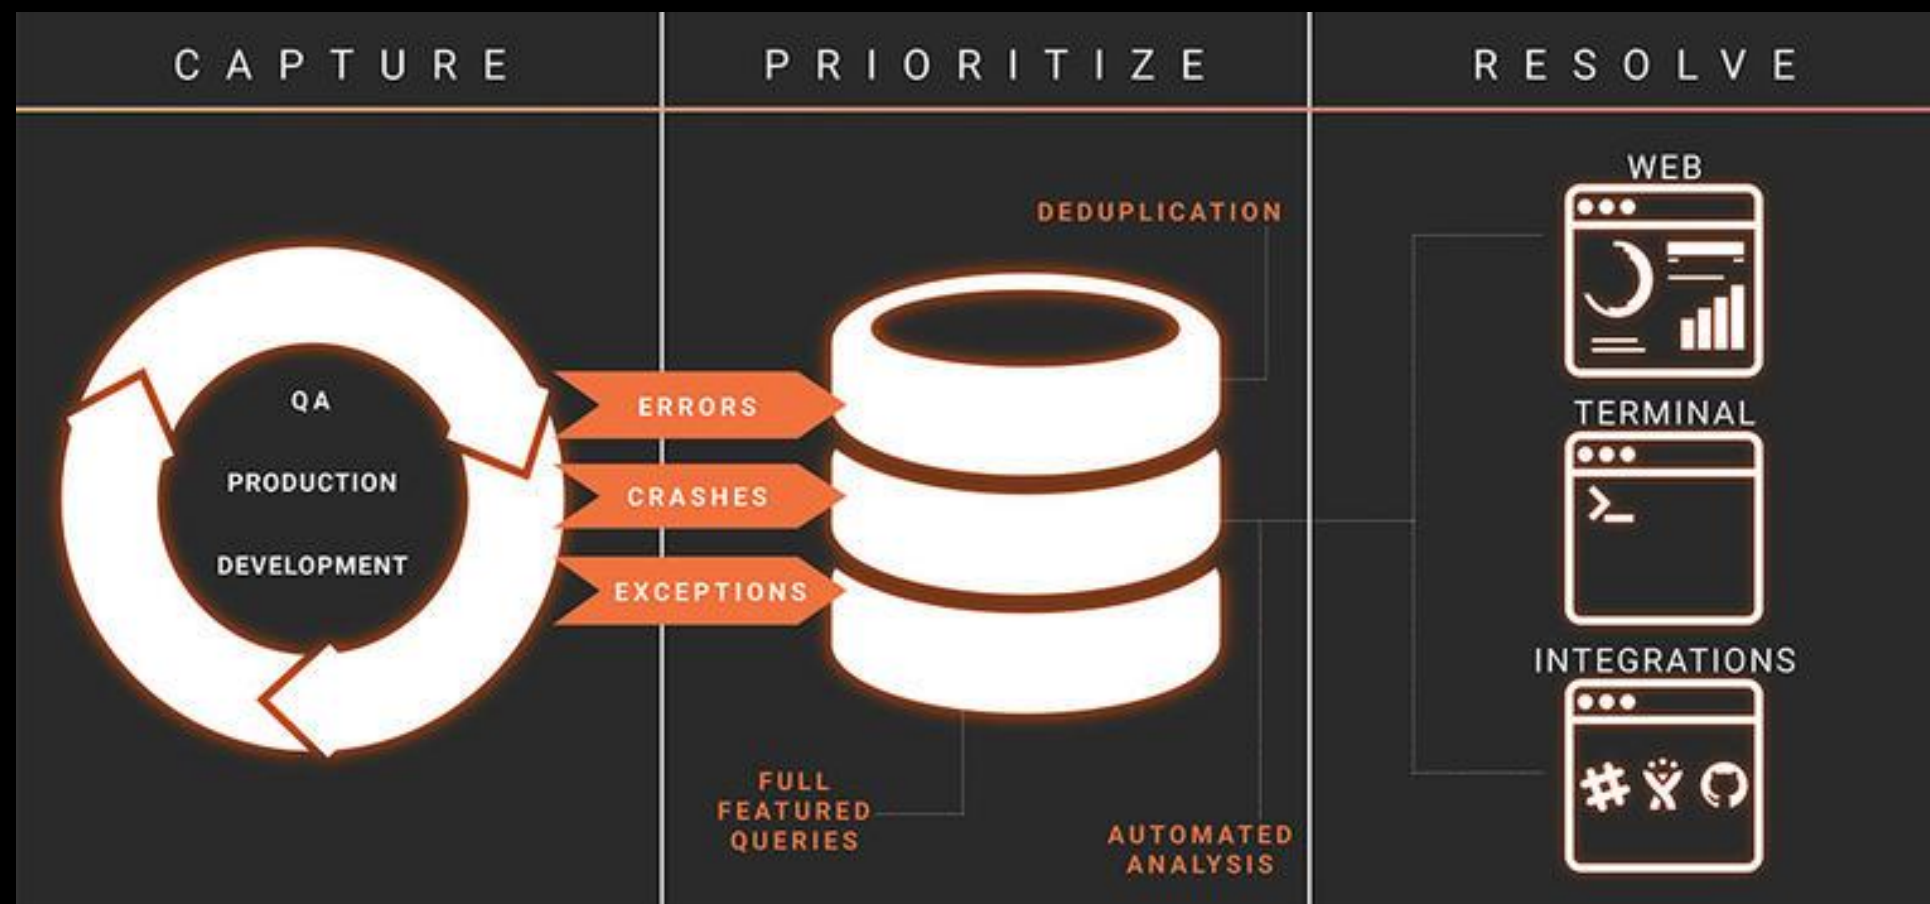 CAPTURE
PRIORITIZE
RESOLVE
QA
PRODUCTION
DEVELOPMENT
ERRORS
CRASHES
EXCEPTIONS
DEDUPLICATION
FULL
FEATURED
QUERIES
AUTOMATED
ANALYSIS
WEB
TERMINAL
INTEGRATIONS